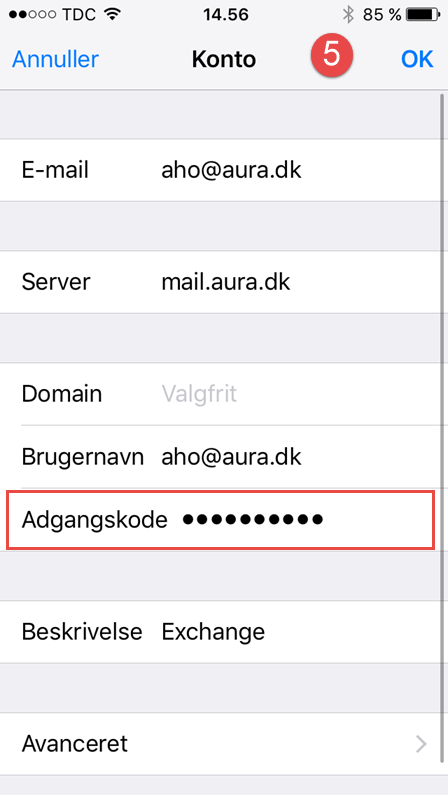 TDC 14.56 85 %
Annuller Konto 5 OK
E-mail aho@aura.dk
Server mail.aura.dk
Domain Valgfrit
Brugernavn aho@aura.dk
Adgangskode ●●●●●●●●●●
Beskrivelse Exchange
Avanceret